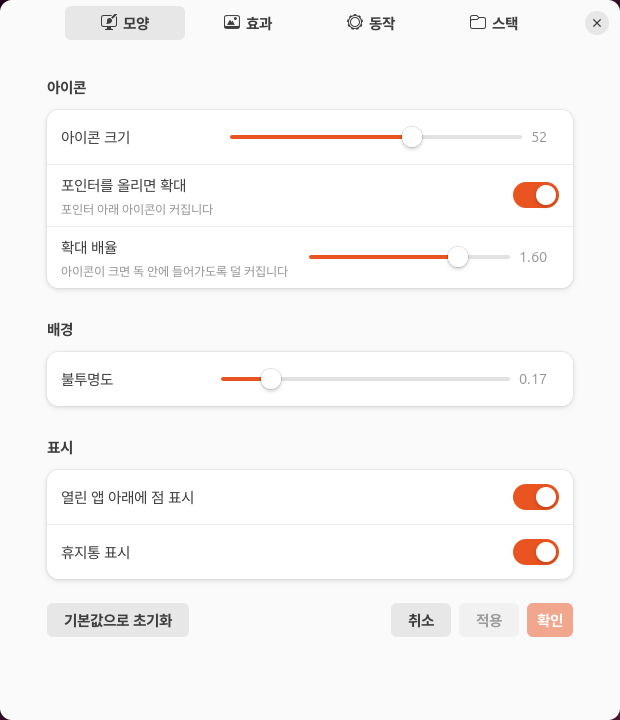 모양
효과
동작
스택
아이콘
아이콘 크기
52
포인터를 올리면 확대
포인터 아래 아이콘이 커집니다
확대 배율
아이콘이 크면 독 안에 들어가도록 덜 커집니다
1.60
배경
불투명도
0.17
표시
열린 앱 아래에 점 표시
휴지통 표시
기본값으로 초기화
취소
적용
확인